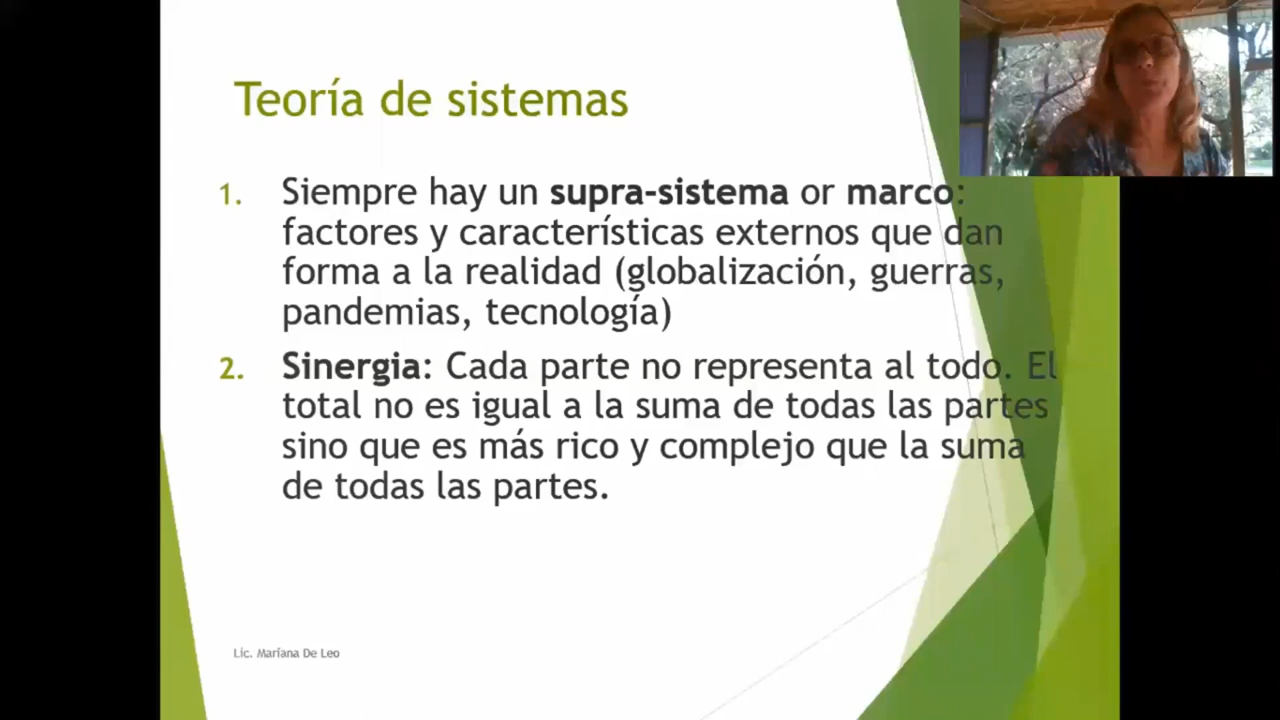 Teoría de sistemas
1. Siempre hay un supra-sistema or marco:
factores y características externos que dan
forma a la realidad (globalización, guerras,
pandemias, tecnología)
2. Sinergia: Cada parte no representa al todo. El
total no es igual a la suma de todas las partes
sino que es más rico y complejo que la suma
de todas las partes.
Lic. Mariana De Leo